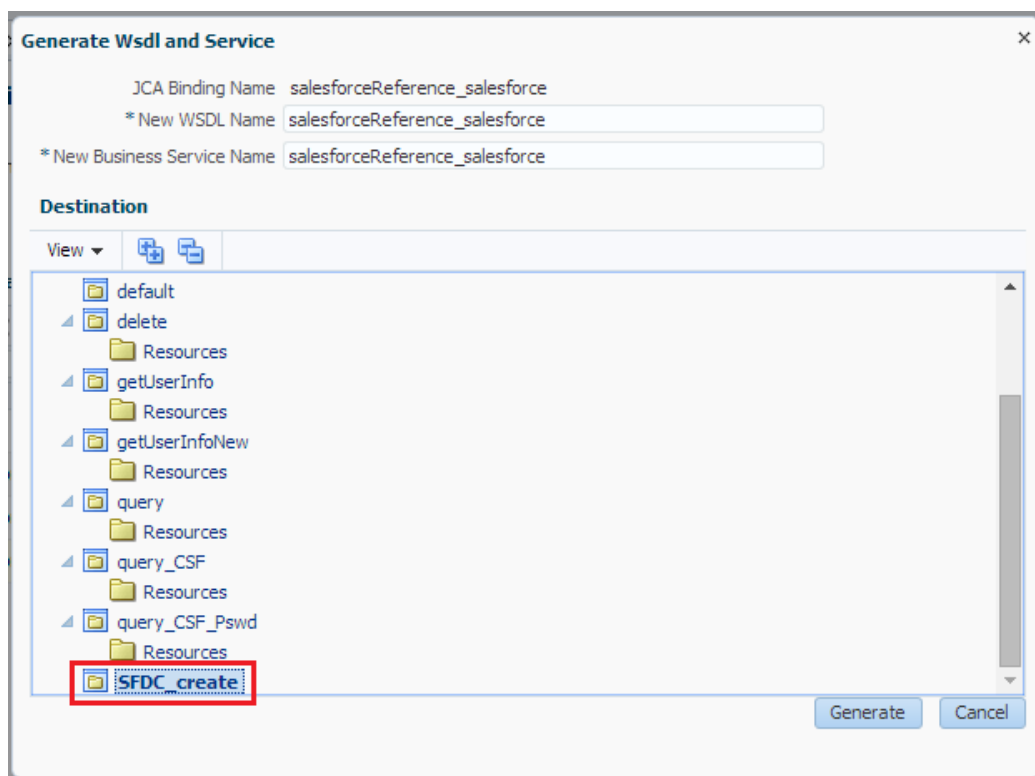 Generate Wsdl and Service
JCA Binding Name salesforceReference_salesforce
* New WSDL Name salesforceReference_salesforce
* New Business Service Name salesforceReference_salesforce
Destination
View
default
delete
Resources
getUserInfo
Resources
getUserInfoNew
Resources
query
Resources
query_CSF
Resources
query_CSF_Pswd
Resources
SFDC_create
Generate Cancel